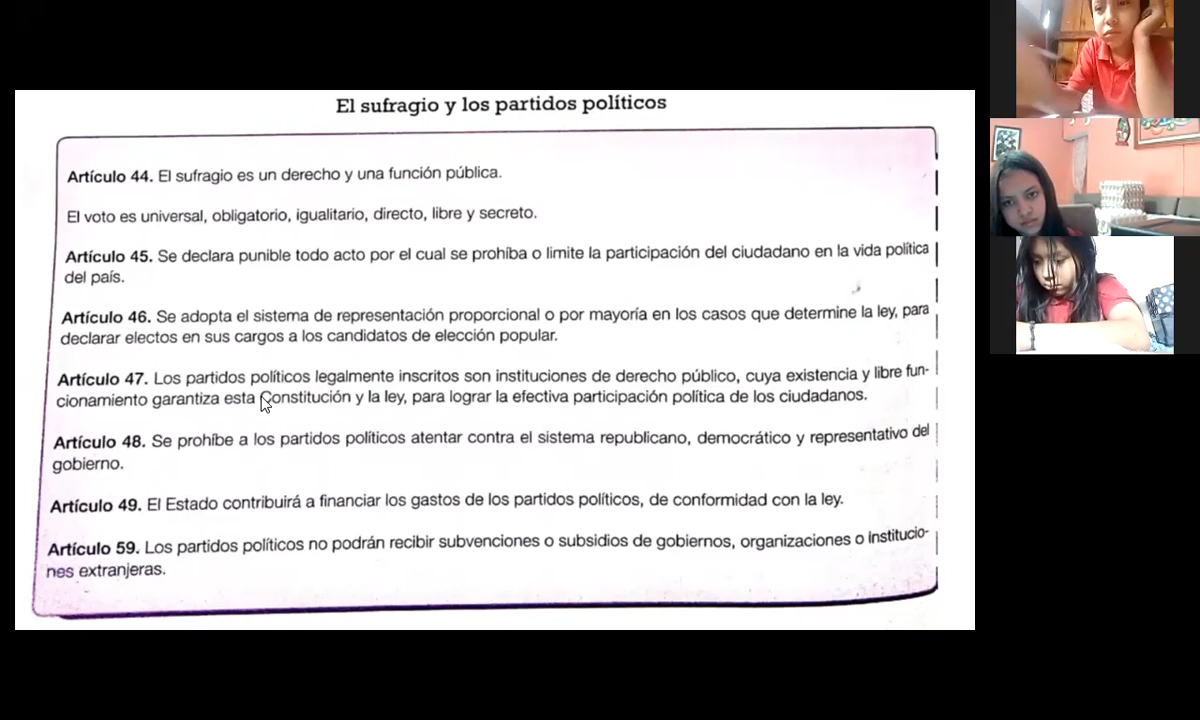 El sufragio y los partidos políticos
Artículo 44. El sufragio es un derecho y una función pública.
El voto es universal, obligatorio, igualitario, directo, libre y secreto.
Artículo 45. Se declara punible todo acto por el cual se prohíba o limite la participación del ciudadano en la vida política
del país.
Artículo 46. Se adopta el sistema de representación proporcional o por mayoría en los casos que determine la ley, para
declarar electos en sus cargos a los candidatos de elección popular.
Artículo 47. Los partidos políticos legalmente inscritos son instituciones de derecho público, cuya existencia y libre fun-
cionamiento garantiza esta Constitución y la ley, para lograr la efectiva participación política de los ciudadanos.
Artículo 48. Se prohíbe a los partidos políticos atentar contra el sistema republicano, democrático y representativo del
gobierno.
Artículo 49. El Estado contribuirá a financiar los gastos de los partidos políticos, de conformidad con la ley.
Artículo 59. Los partidos políticos no podrán recibir subvenciones o subsidios de gobiernos, organizaciones o institucio-
nes extranjeras.